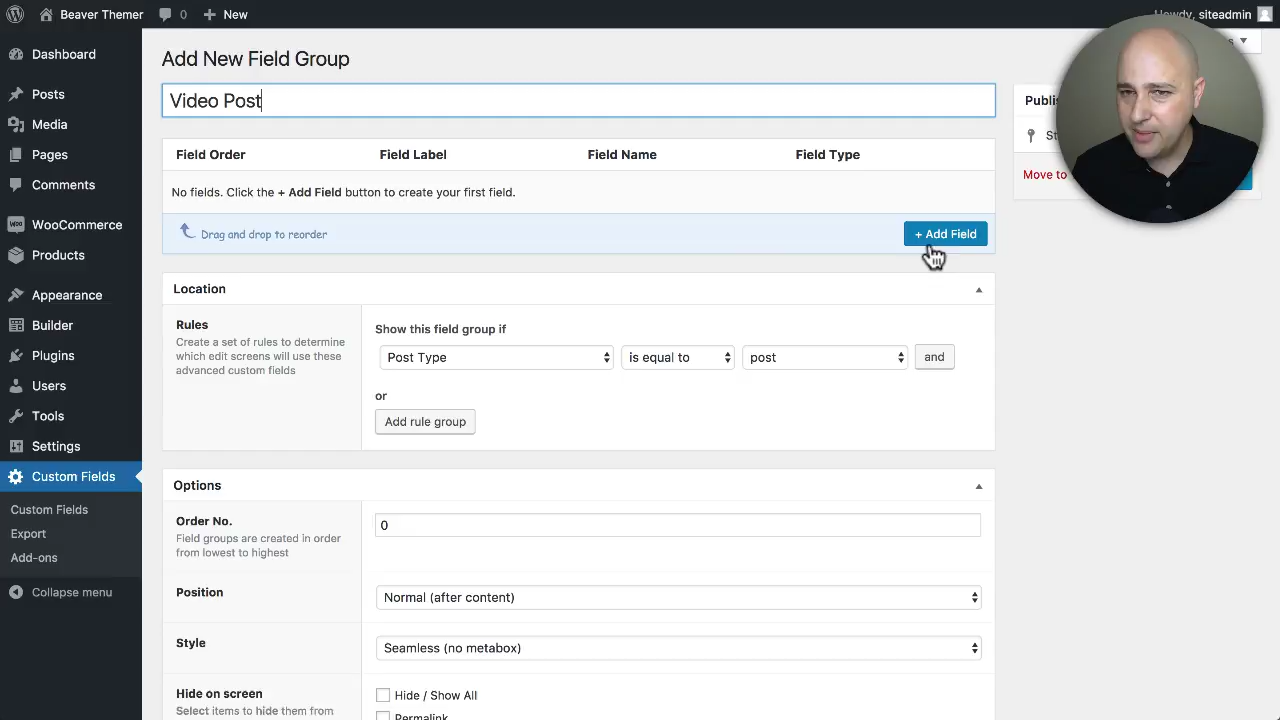 Beaver Themer
0
New
Howdy, siteadmin
Dashboard
Posts
Media
Pages
Comments
WooCommerce
Products
Appearance
Builder
Plugins
Users
Tools
Settings
Custom Fields
Custom Fields
Export
Add-ons
Collapse menu
Add New Field Group
Video Post
Field Order Field Label Field Name Field Type
No fields. Click the + Add Field button to create your first field.
Drag and drop to reorder
+ Add Field
Location
Rules
Create a set of rules to determine
which edit screens will use these
advanced custom fields
Show this field group if
Post Type is equal to post and
or
Add rule group
Options
Order No.
Field groups are created in order
from lowest to highest
0
Position
Normal (after content)
Style
Seamless (no metabox)
Hide on screen
Select items to hide them from
Hide / Show All
Permalink
Move to